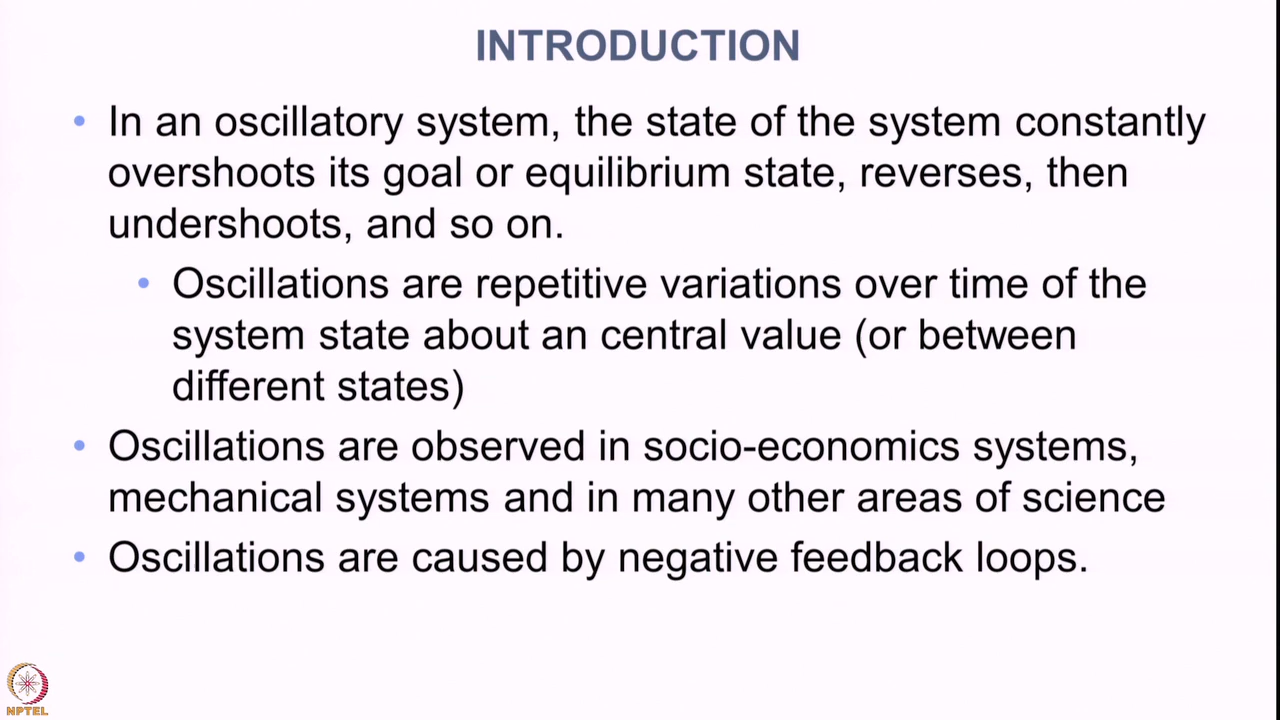 INTRODUCTION
• In an oscillatory system, the state of the system constantly
overshoots its goal or equilibrium state, reverses, then
undershoots, and so on.
• Oscillations are repetitive variations over time of the
system state about an central value (or between
different states)
• Oscillations are observed in socio-economics systems,
mechanical systems and in many other areas of science
• Oscillations are caused by negative feedback loops.
NPTEL